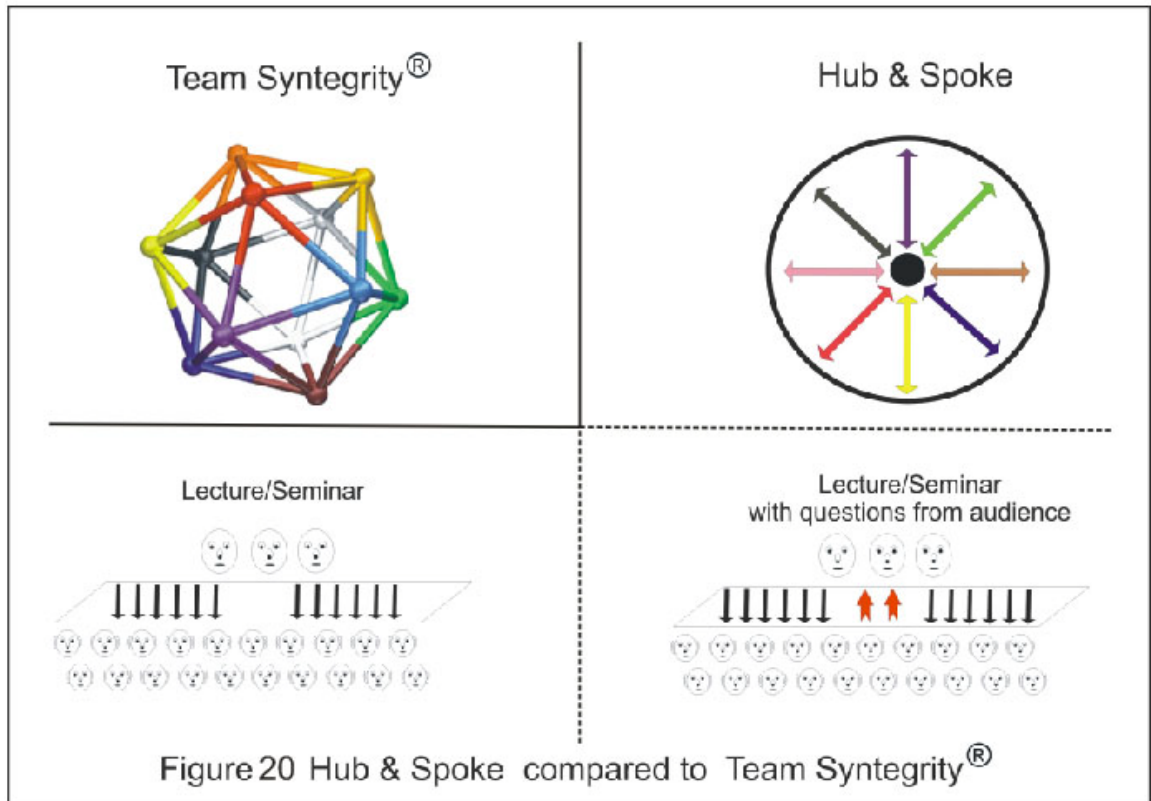 Team Syntegrity®
Hub & Spoke
Lecture/Seminar
Lecture/Seminar
with questions from audience
Figure 20 Hub & Spoke compared to Team Syntegrity®